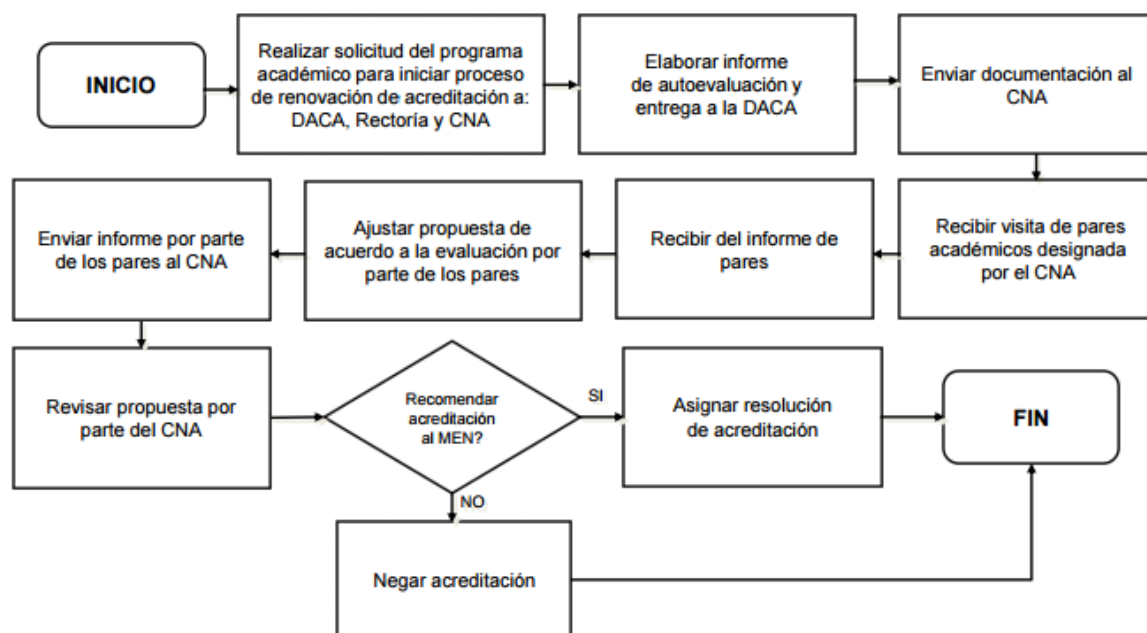 INICIO
Realizar solicitud del programa
académico para iniciar proceso
de renovación de acreditación a:
DACA, Rectoría y CNA
Elaborar informe
de autoevaluación y
entrega a la DACA
Enviar documentación al
CNA
Recibir visita de pares
académicos designada
por el CNA
Recibir del informe de
pares
Ajustar propuesta de
acuerdo a la evaluación por
parte de los pares
Enviar informe por parte
de los pares al CNA
Revisar propuesta por
parte del CNA
Recomendar
acreditación
al MEN?
SI
Asignar resolución
de acreditación
FIN
NO
Negar acreditación